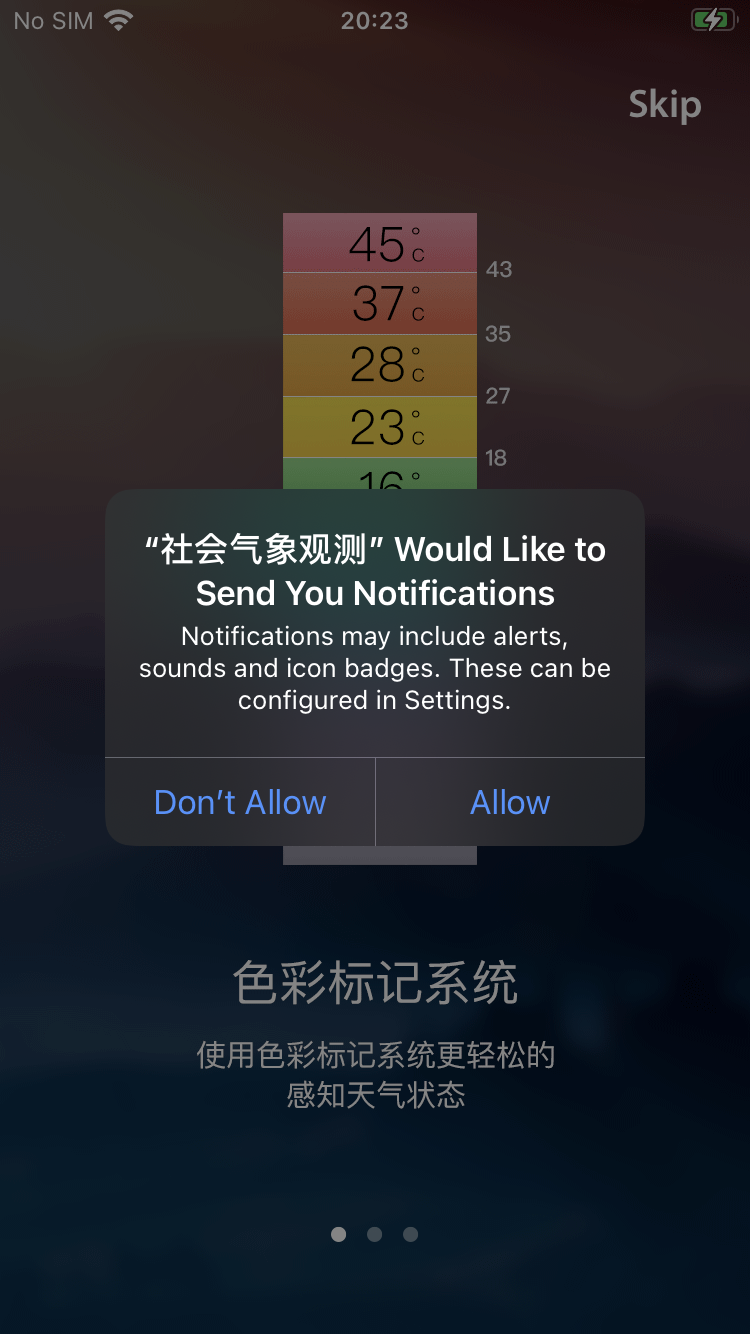 No SIM 20:23
Skip
45°C
43
37°C
35
28°C
27
23°C
18
16°
“社会气象观测” Would Like to
Send You Notifications
Notifications may include alerts,
sounds and icon badges. These can be
configured in Settings.
Don’t Allow Allow
色彩标记系统
使用色彩标记系统更轻松的
感知天气状态